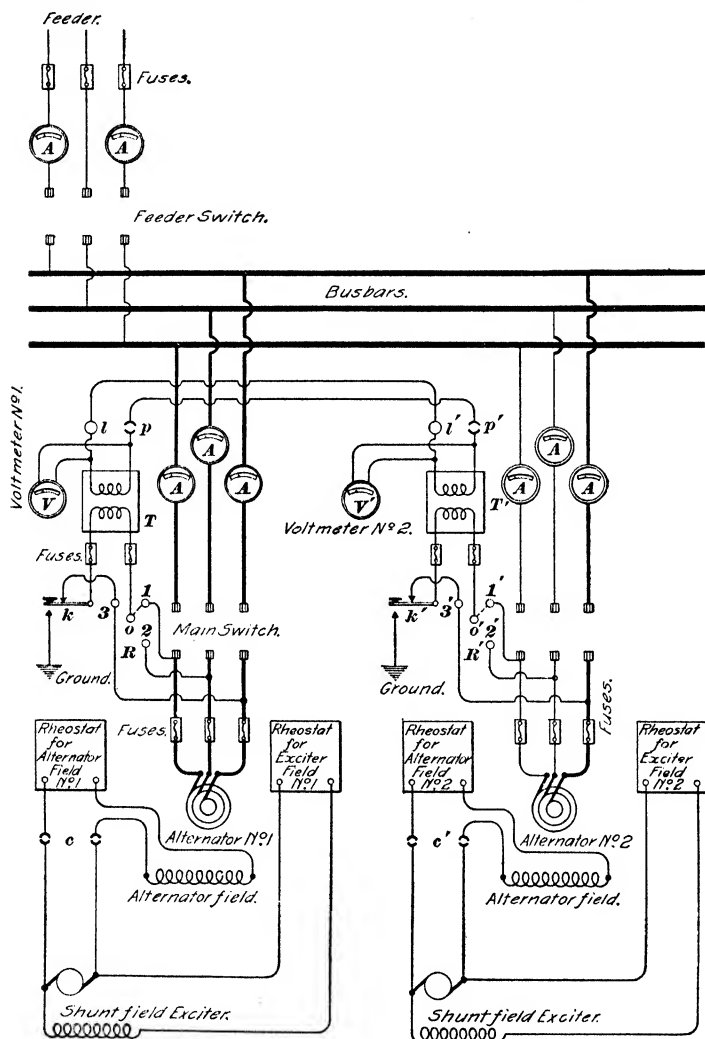 Feeder.
Fuses.
A
A
Feeder Switch.
Busbars.
Voltmeter Nº1.
l
p
l'
p'
A
A
A
A
A
A
V
T
V'
T'
Voltmeter Nº2.
Fuses.
k
3
1
o
2
R
Main Switch.
k'
3'
1'
o'
2'
R'
Ground.
Ground.
Fuses.
Fuses.
Rheostat
for
Alternator
Field
Nº1
Rheostat
for
Exciter
Field
Nº1
Rheostat
for
Alternator
Field
Nº2
Rheostat
for
Exciter
Field
Nº2
c
Alternator Nº1
c'
Alternator Nº2
Alternator field.
Alternator field.
Shunt field Exciter.
Shunt field Exciter.